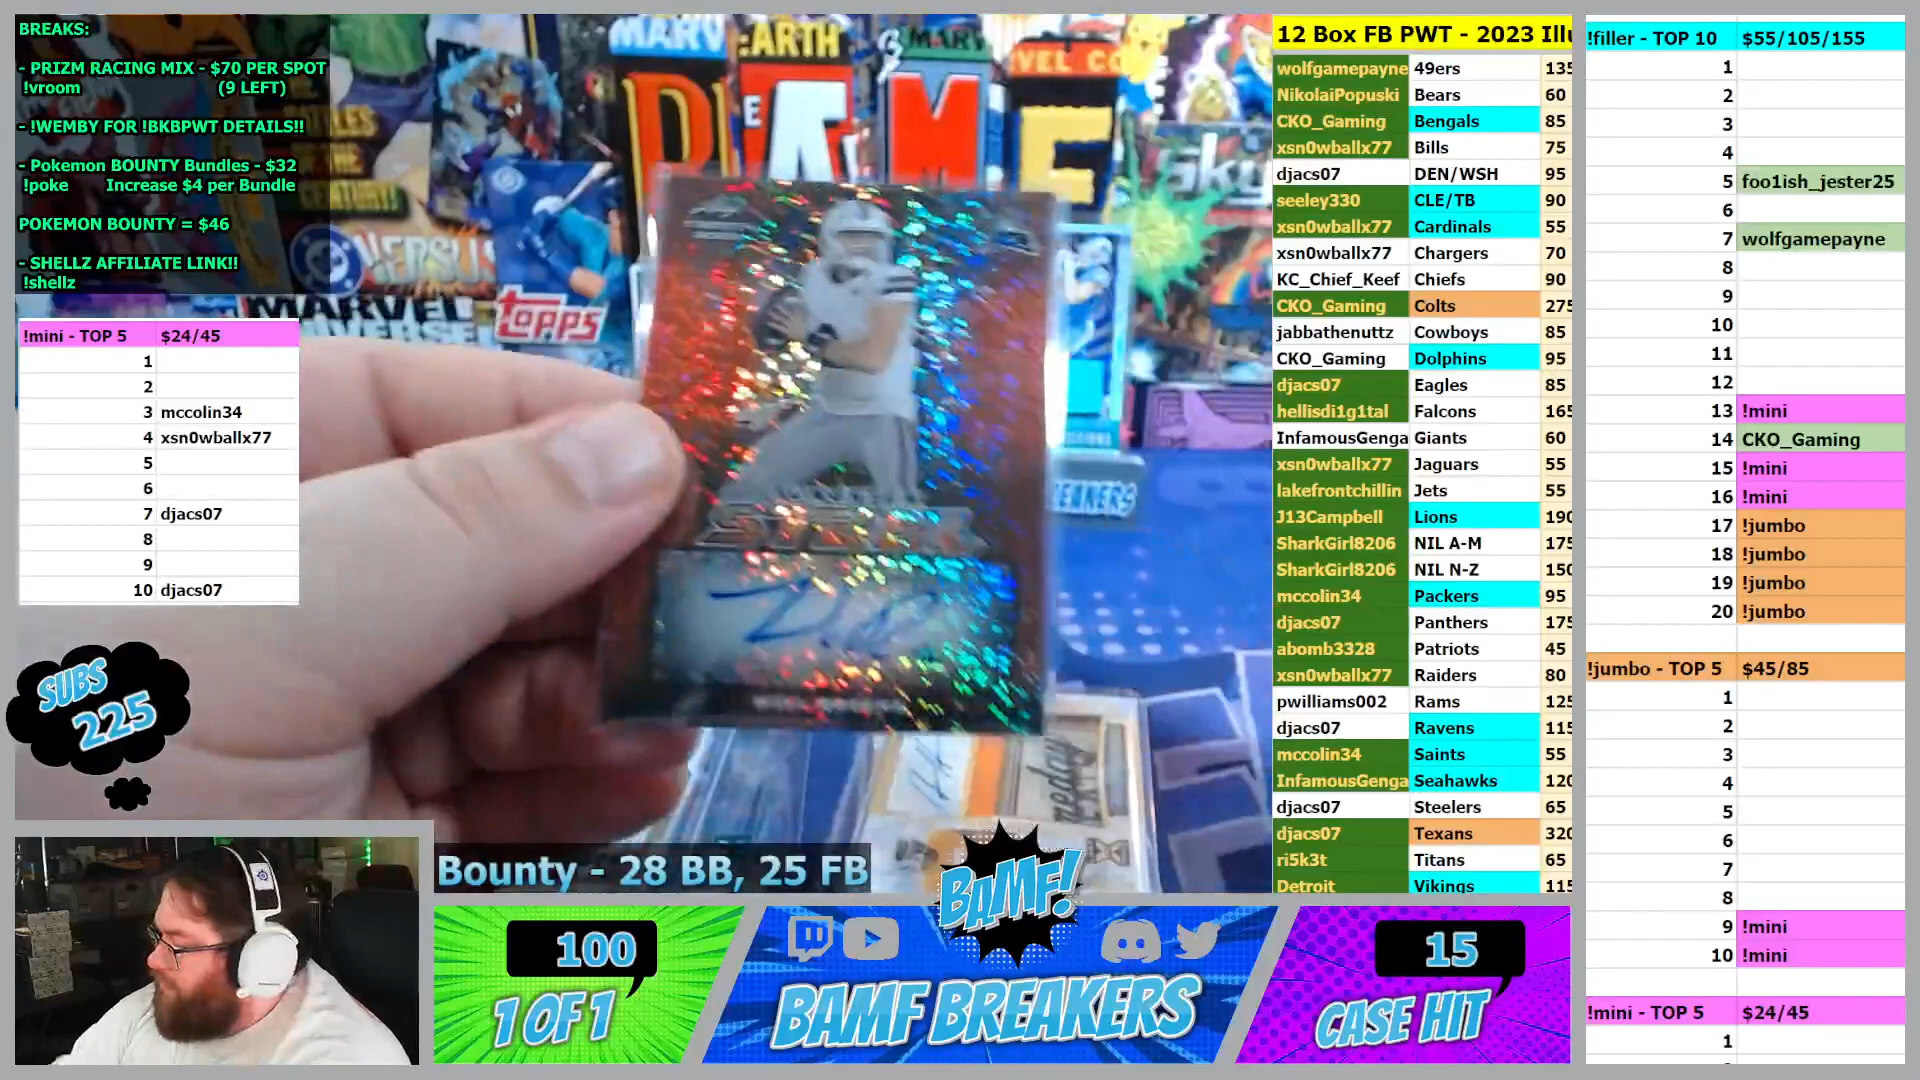 BREAKS:
- PRIZM RACING MIX - $70 PER SPOT
!vroom (9 LEFT)
- !WEMBY FOR !BKBPWT DETAILS!!
- Pokemon BOUNTY Bundles - $32
!poke Increase $4 per Bundle
POKEMON BOUNTY = $46
- SHELLZ AFFILIATE LINK!!
!shellz
!mini - TOP 5 $24/45
1
2
3 mccolin34
4 xsn0wballx77
5
6
7 djacs07
8
9
10 djacs07
SUBS
225
MARV
EARTH
MARV
VEL CO
BAME
VERSUS
MARVEL
topps
Sky
BREAKERS
Bounty - 28 BB, 25 FB
BAMF!
100
1 OF 1
BAMF BREAKERS
15
CASE HIT
12 Box FB PWT - 2023 Illu
wolfgamepayne 49ers 135
NikolaiPopuski Bears 60
CKO_Gaming Bengals 85
xsn0wballx77 Bills 75
djacs07 DEN/WSH 95
seeley330 CLE/TB 90
xsn0wballx77 Cardinals 55
xsn0wballx77 Chargers 70
KC_Chief_Keef Chiefs 90
CKO_Gaming Colts 275
jabbathenuttz Cowboys 85
CKO_Gaming Dolphins 95
djacs07 Eagles 85
hellisdi1g1tal Falcons 165
InfamousGenga Giants 60
xsn0wballx77 Jaguars 55
lakefrontchillin Jets 55
J13Campbell Lions 190
SharkGirl8206 NIL A-M 175
SharkGirl8206 NIL N-Z 150
mccolin34 Packers 95
djacs07 Panthers 175
abomb3328 Patriots 45
xsn0wballx77 Raiders 80
pwilliams002 Rams 125
djacs07 Ravens 115
mccolin34 Saints 55
InfamousGenga Seahawks 120
djacs07 Steelers 65
djacs07 Texans 320
ri5k3t Titans 65
Detroit Vikings 115
!filler - TOP 10 $55/105/155
1
2
3
4
5 foo1ish_jester25
6
7 wolfgamepayne
8
9
10
11
12
13 !mini
14 CKO_Gaming
15 !mini
16 !mini
17 !jumbo
18 !jumbo
19 !jumbo
20 !jumbo
!jumbo - TOP 5 $45/85
1
2
3
4
5
6
7
8
9 !mini
10 !mini
!mini - TOP 5 $24/45
1